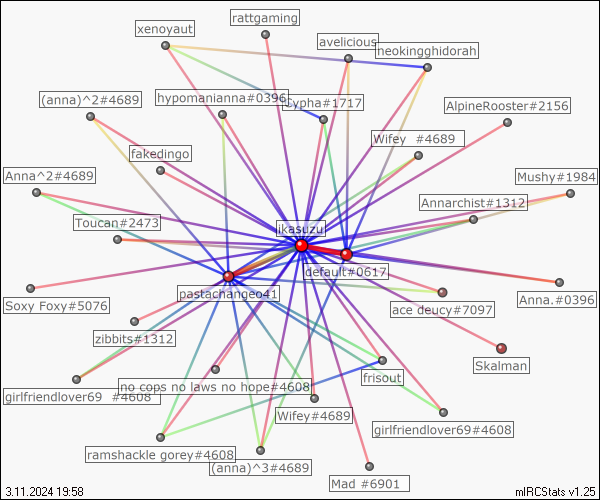 rattgaming
xenoyaut
avelicious
neokingghidorah
(anna)^2#4689
hypomanianna#0396
Cypha#1717
AlpineRooster#2156
Wifey  #4689
fakedingo
Anna^2#4689
Mushy#1984
Annarchist#1312
Toucan#2473
ikasuzu
default#0617
pastachangeo41
Soxy Foxy#5076
Anna.#0396
ace deucy#7097
zibbits#1312
Skalman
frisout
no cops no laws no hope#4608
girlfriendlover69  #4608
Wifey#4689
girlfriendlover69#4608
ramshackle gorey#4608
(anna)^3#4689
Mad #6901
3.11.2024 19:58
mIRCStats v1.25